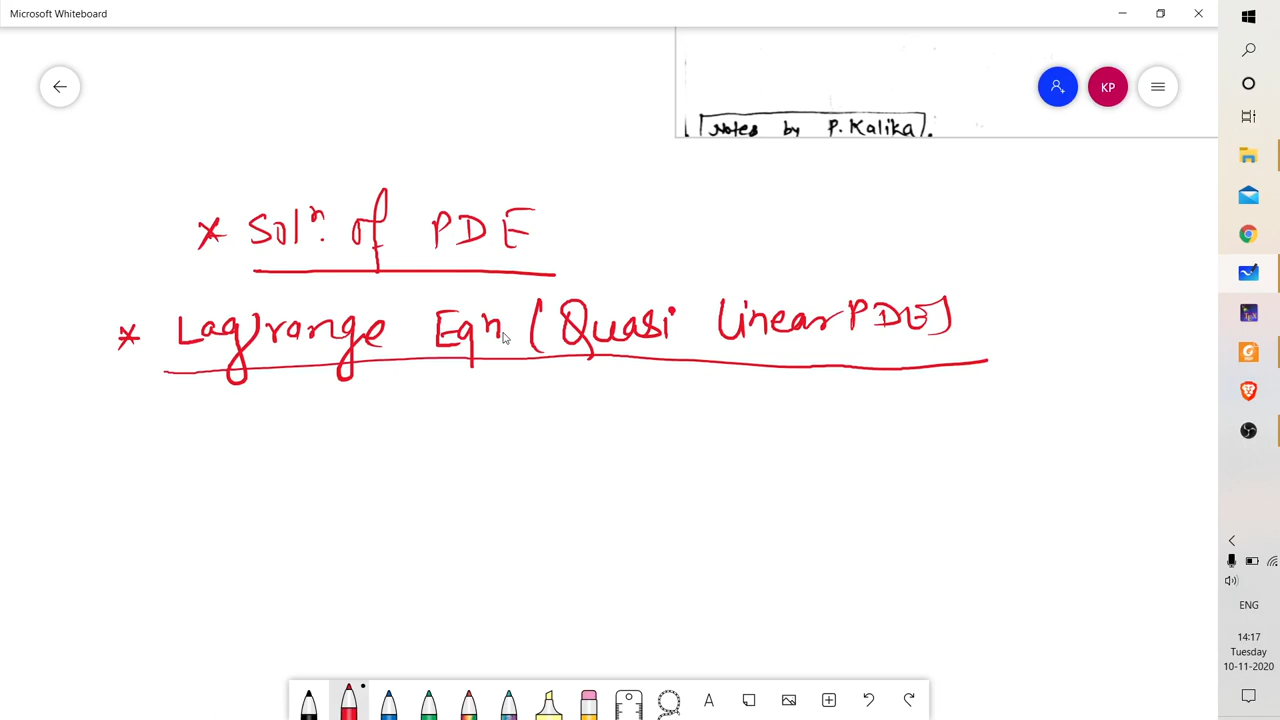 Microsoft Whiteboard
KP
Notes by P. Kalika.
* Solⁿ. of PDE
* Lagrange Eqⁿ (Quasi linear PDE)
A
ENG
14:17
Tuesday
10-11-2020